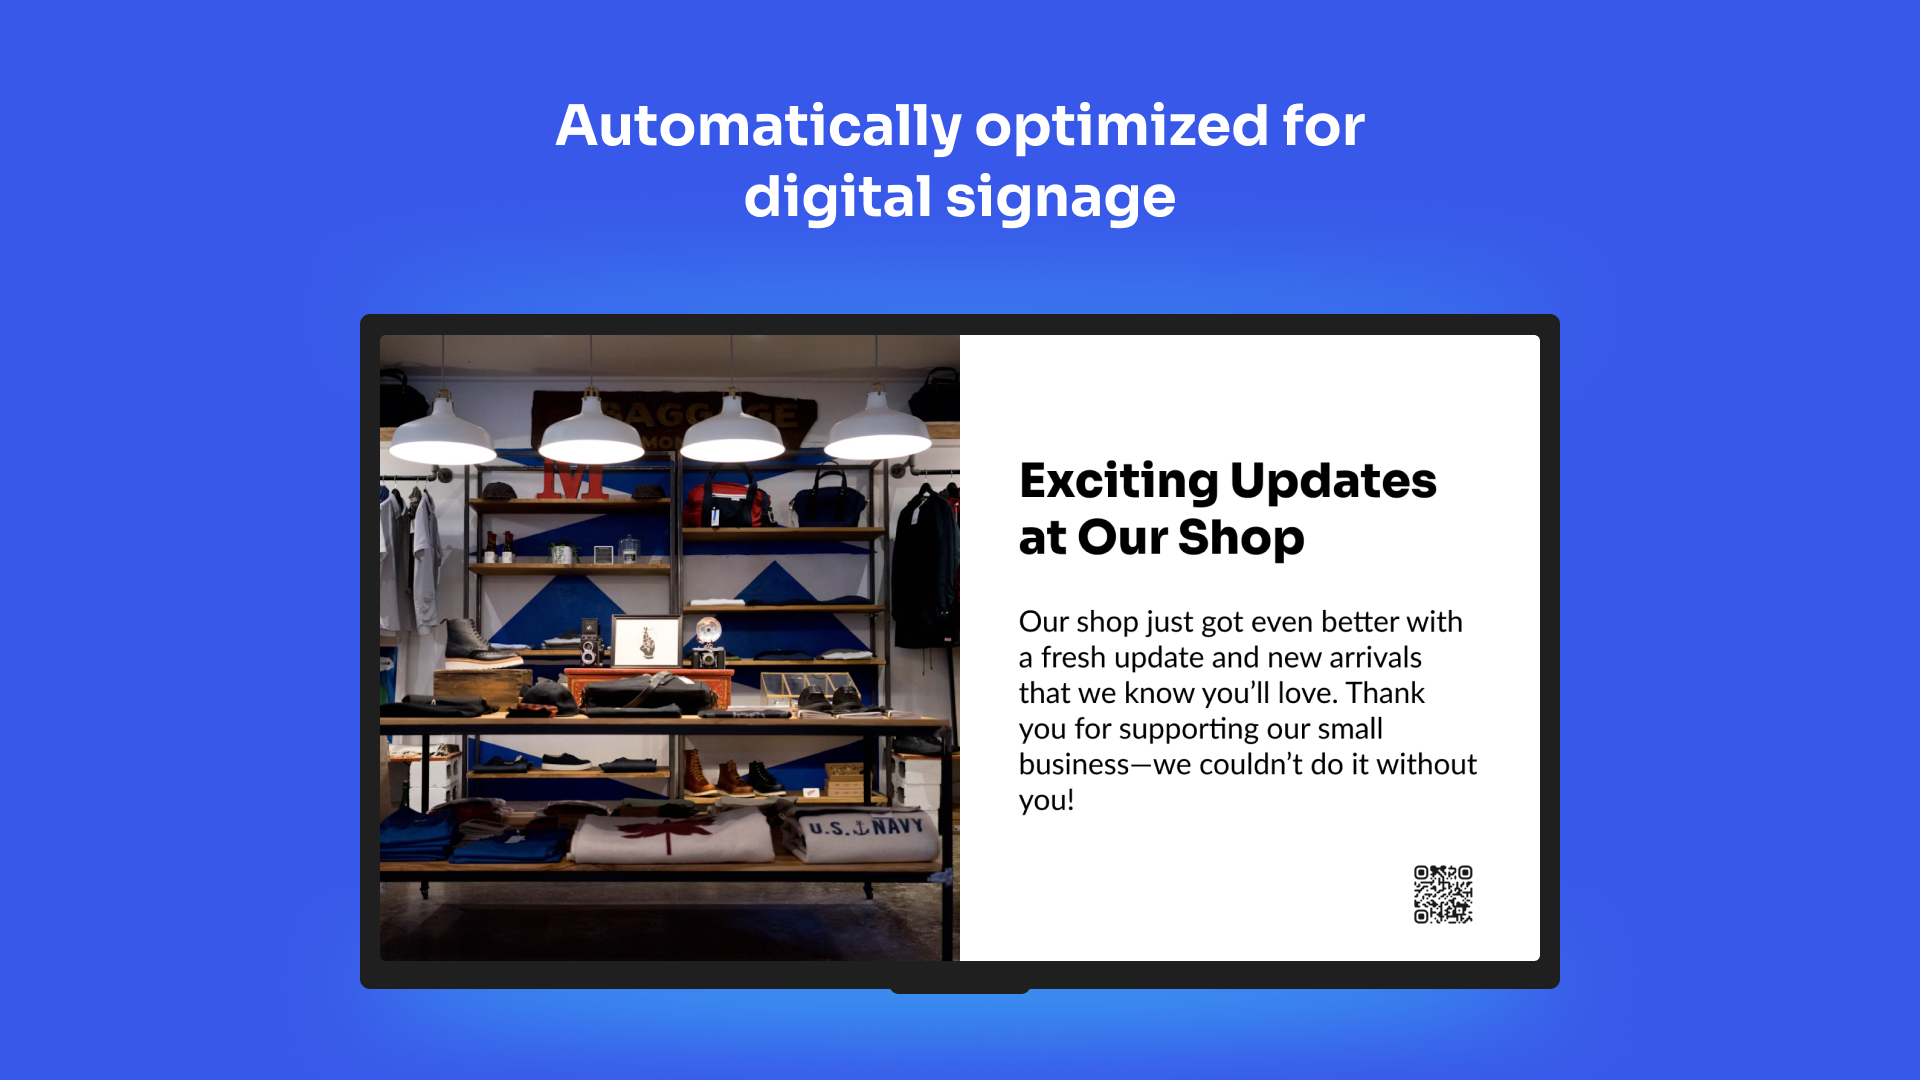 Automatically optimized for
digital signage
BAGGAGE
M
U.S. NAVY
Exciting Updates
at Our Shop
Our shop just got even better with
a fresh update and new arrivals
that we know you’ll love. Thank
you for supporting our small
business—we couldn’t do it without
you!